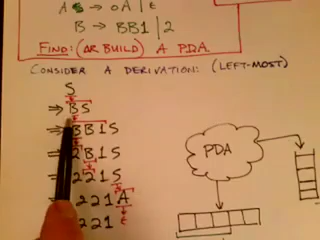 A → 0A | ε
B → BB1 | 2
FIND: (OR BUILD) A PDA.
CONSIDER A DERIVATION: (LEFT-MOST)
S
⇒ BS
⇒ BB1S
⇒ 2B1S
⇒ 221S
⇒ 221A
⇒ 221
ε
PDA